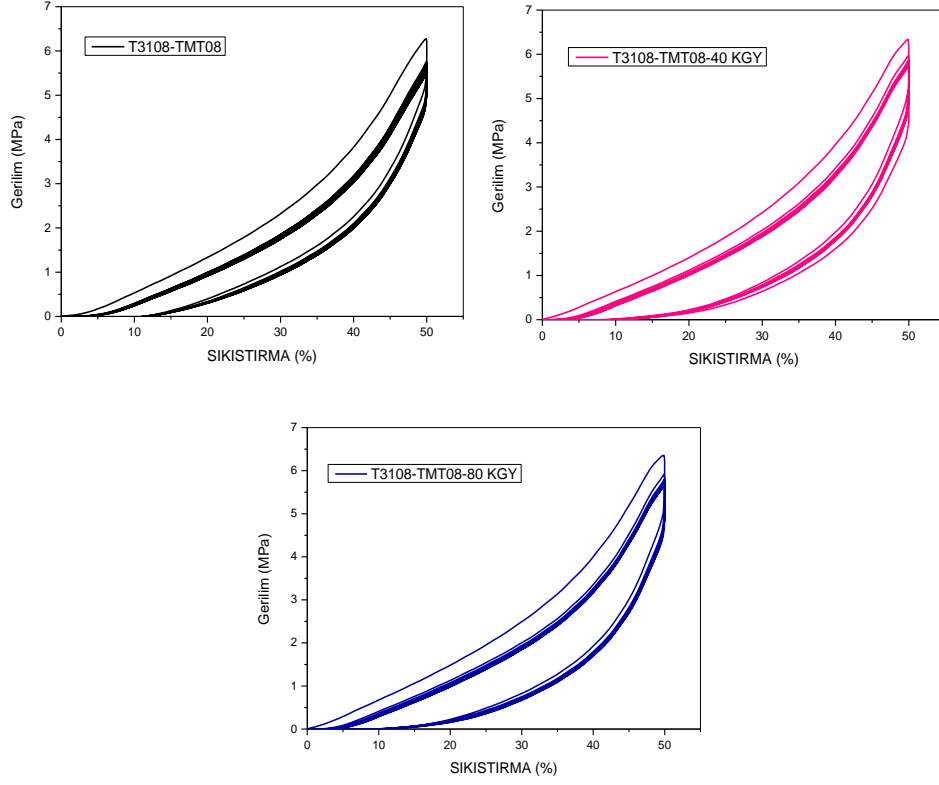 7
6
5
4
3
2
1
0
Gerilim (MPa)
T3108-TMT08
0 10 20 30 40 50
SIKISTIRMA (%)
7
6
5
4
3
2
1
0
Gerilim (MPa)
T3108-TMT08-40 KGY
0 10 20 30 40 50
SIKISTIRMA (%)
7
6
5
4
3
2
1
0
Gerilim (MPa)
T3108-TMT08-80 KGY
0 10 20 30 40 50
SIKISTIRMA (%)